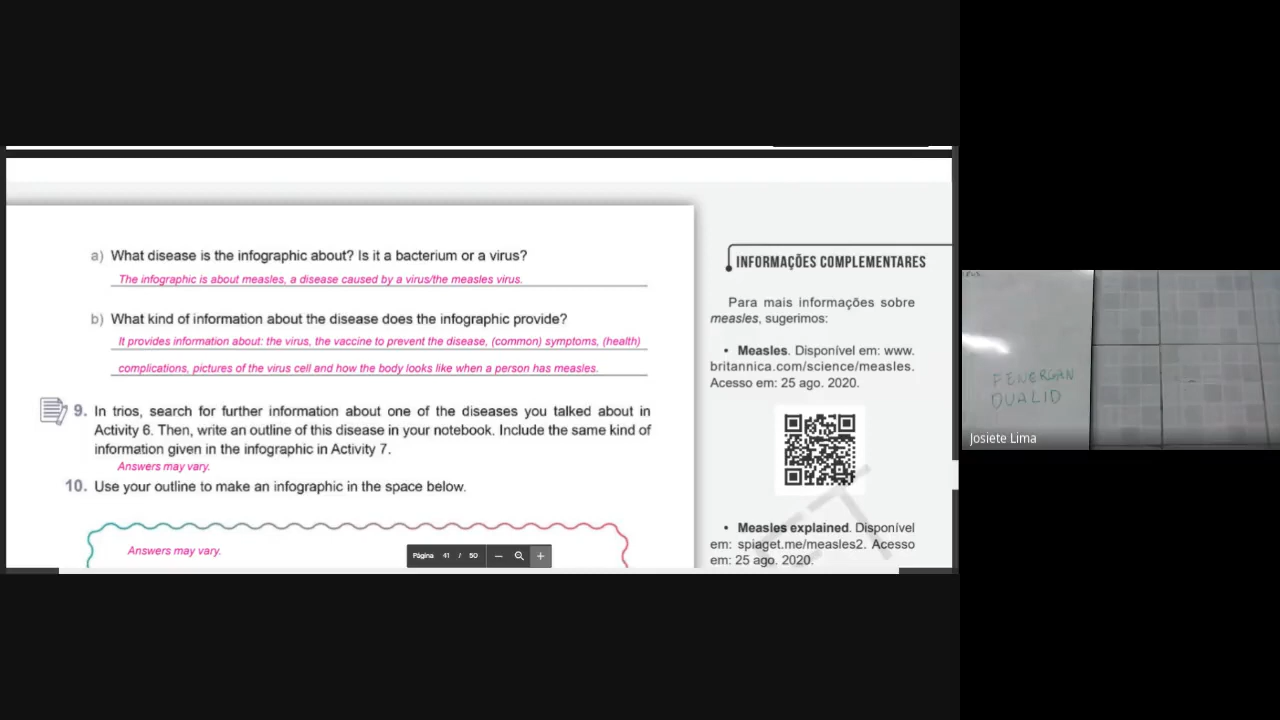 a) What disease is the infographic about? Is it a bacterium or a virus?
The infographic is about measles, a disease caused by a virus/the measles virus.
b) What kind of information about the disease does the infographic provide?
It provides information about: the virus, the vaccine to prevent the disease, (common) symptoms, (health)
complications, pictures of the virus cell and how the body looks like when a person has measles.
9. In trios, search for further information about one of the diseases you talked about in
Activity 6. Then, write an outline of this disease in your notebook. Include the same kind of
information given in the infographic in Activity 7.
Answers may vary.
10. Use your outline to make an infographic in the space below.
Answers may vary.
Página 41 / 50
INFORMAÇÕES COMPLEMENTARES
Para mais informações sobre
measles, sugerimos:
• Measles. Disponível em: www.
britannica.com/science/measles.
Acesso em: 25 ago. 2020.
• Measles explained. Disponível
em: spiaget.me/measles2. Acesso
em: 25 ago. 2020.
FENERGAN
DUALID
Josiete Lima